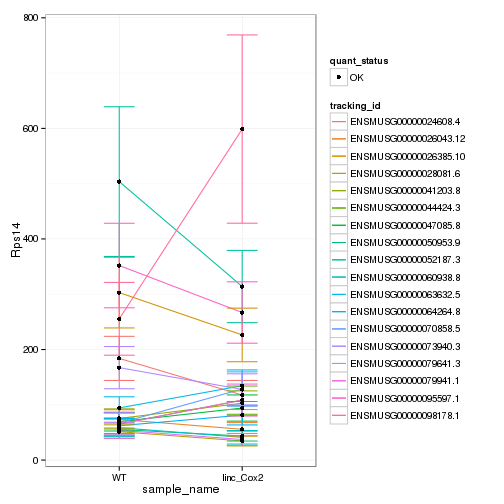 800
600
400
200
0
Rps14
WT
linc_Cox2
sample_name
quant_status
OK
tracking_id
ENSMUSG00000024608.4
ENSMUSG00000026043.12
ENSMUSG00000026385.10
ENSMUSG00000028081.6
ENSMUSG00000041203.8
ENSMUSG00000044424.3
ENSMUSG00000047085.8
ENSMUSG00000050953.9
ENSMUSG00000052187.3
ENSMUSG00000060938.8
ENSMUSG00000063632.5
ENSMUSG00000064264.8
ENSMUSG00000070858.5
ENSMUSG00000073940.3
ENSMUSG00000079641.3
ENSMUSG00000079941.1
ENSMUSG00000095597.1
ENSMUSG00000098178.1